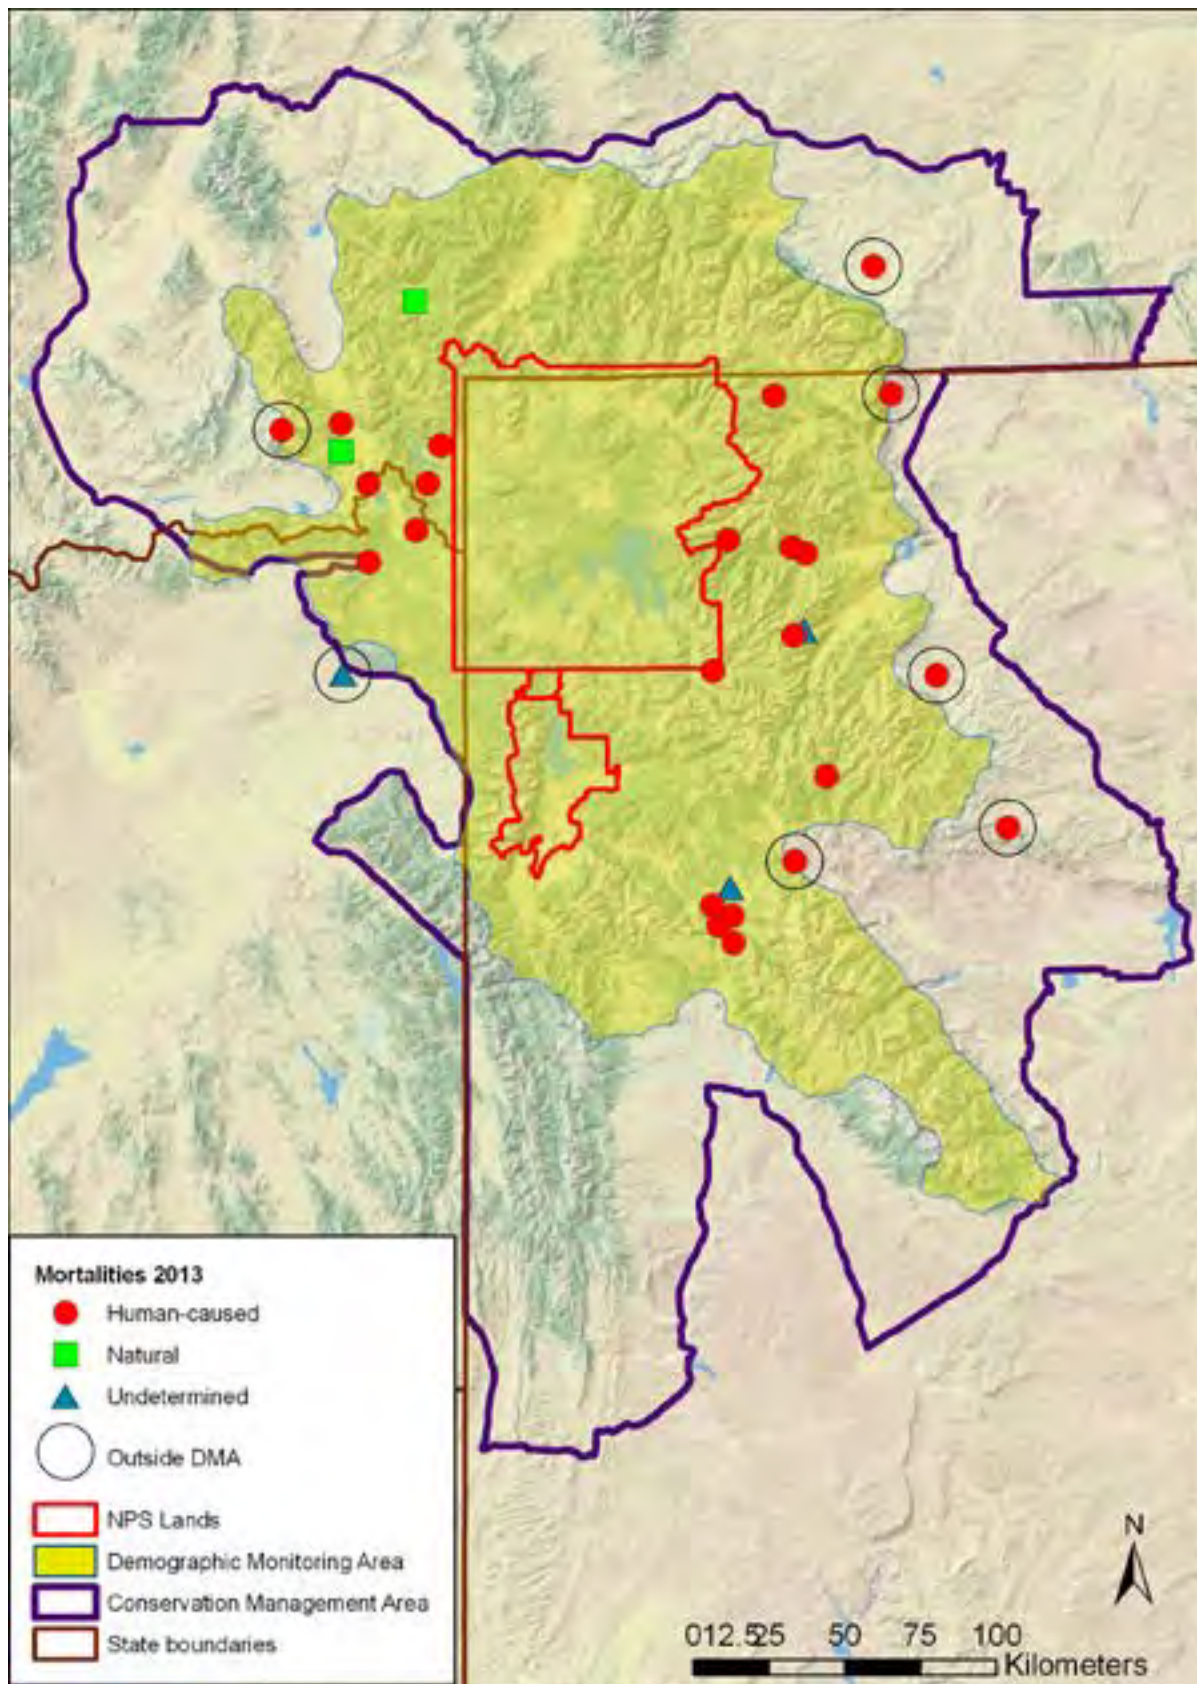 Mortalities 2013
Human-caused
Natural
Undetermined
Outside DMA
NPS Lands
Demographic Monitoring Area
Conservation Management Area
State boundaries
N
012.525 50 75 100
Kilometers